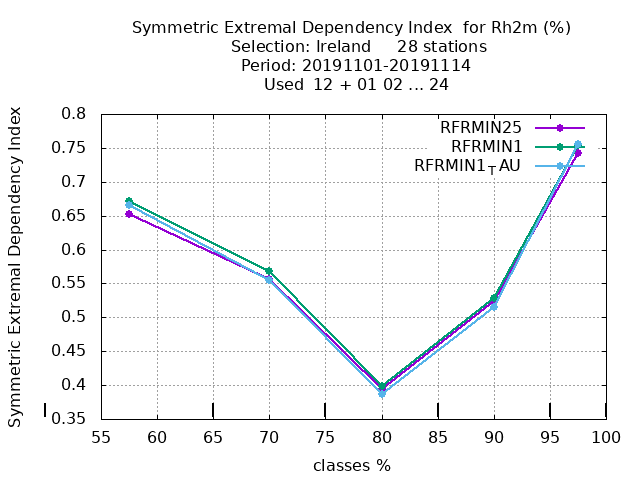 Symmetric Extremal Dependency Index for Rh2m (%)
Selection: Ireland 28 stations
Period: 20191101-20191114
Used 12 + 01 02 ... 24
Symmetric Extremal Dependency Index
0.8
0.75
0.7
0.65
0.6
0.55
0.5
0.45
0.4
0.35
RFRMIN25
RFRMIN1
RFRMIN1TAU
55 60 65 70 75 80 85 90 95 100
classes %